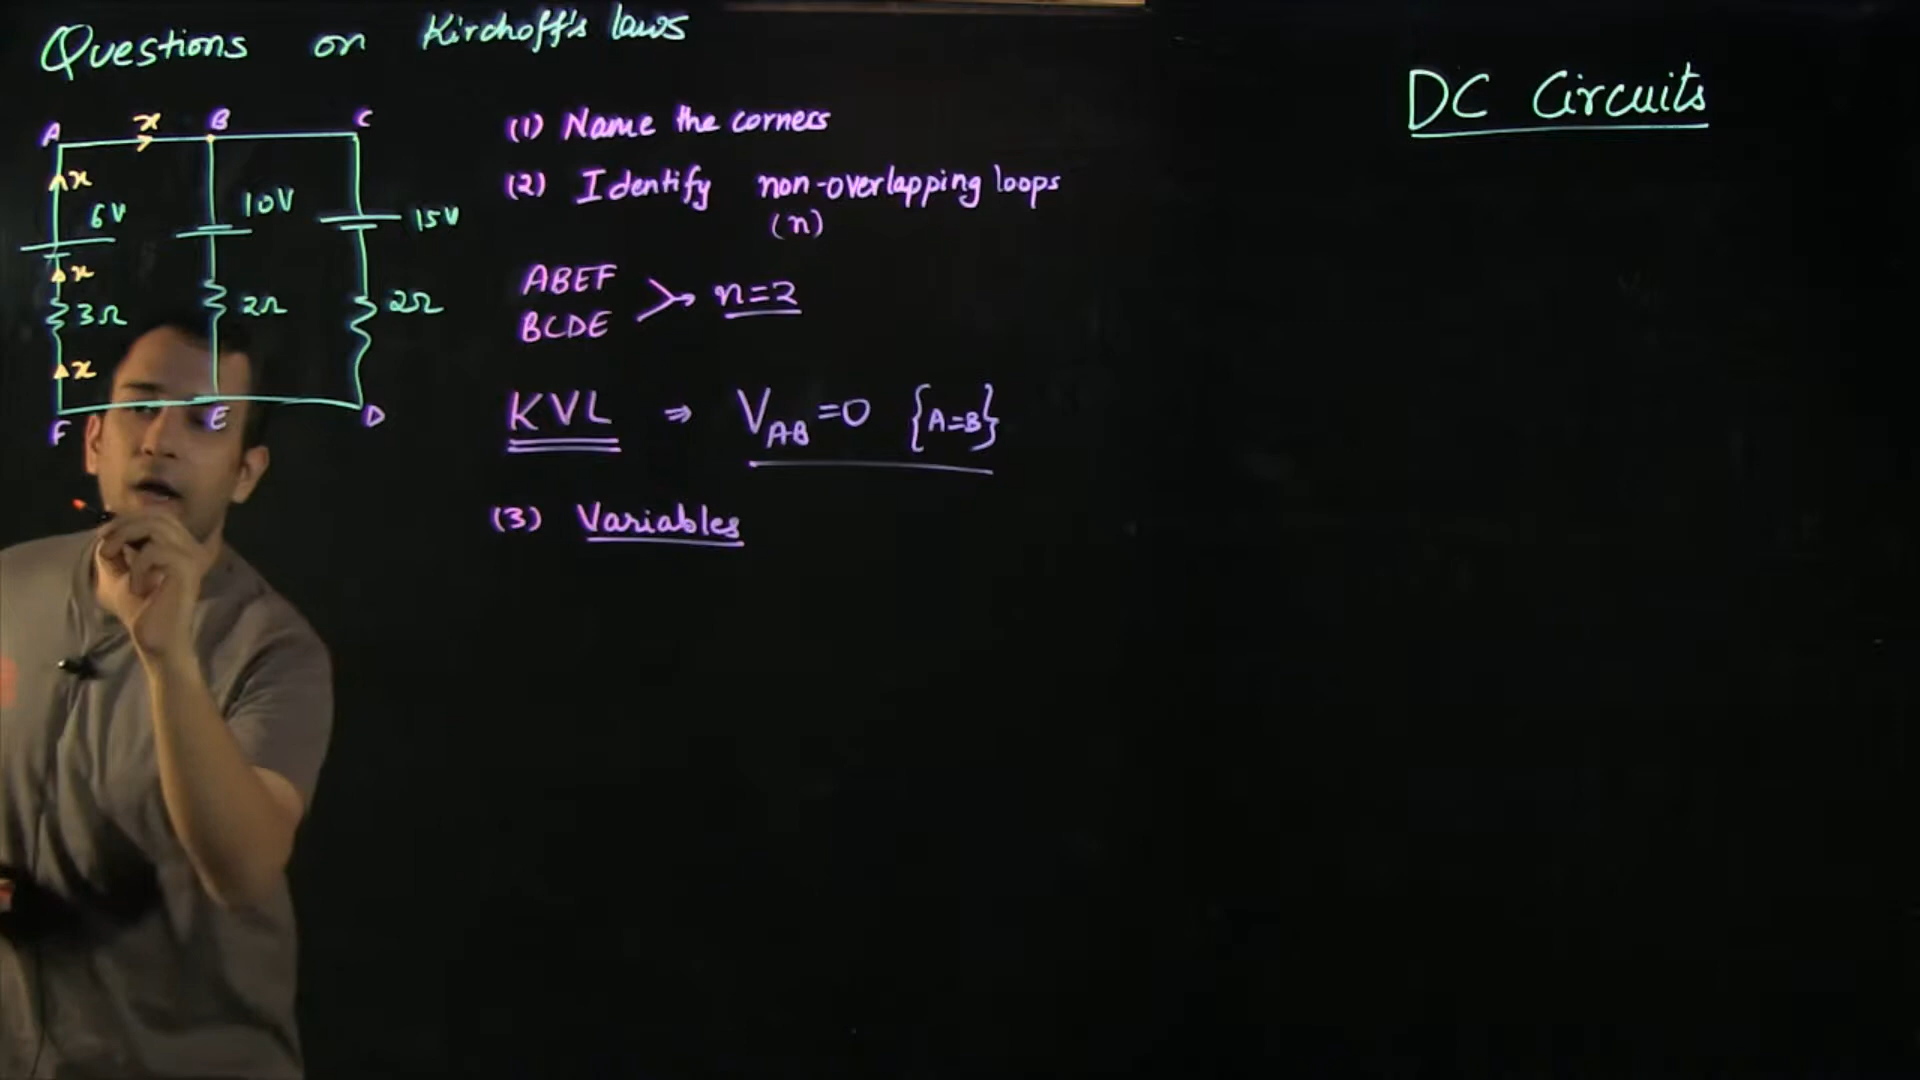 Questions on Kirchoff's laws
DC Circuits
A x B C
x
6V 10V 15V
x
3Ω 2Ω 2Ω
x
F E D
(1) Name the corners
(2) Identify non-overlapping loops
(n)
ABEF
BCDE
n=2
KVL ⇒ V_AB=0 {A=B}
(3) Variables